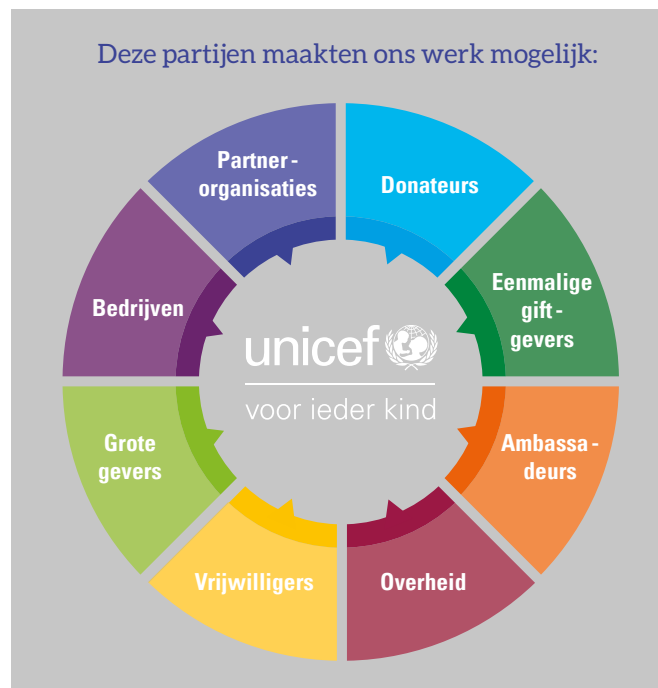 Deze partijen maakten ons werk mogelijk:
Partner-
organisaties
Donateurs
Eenmalige
gift-
gevers
Ambassa-
deurs
Overheid
Vrijwilligers
Grote
gevers
Bedrijven
unicef
voor ieder kind